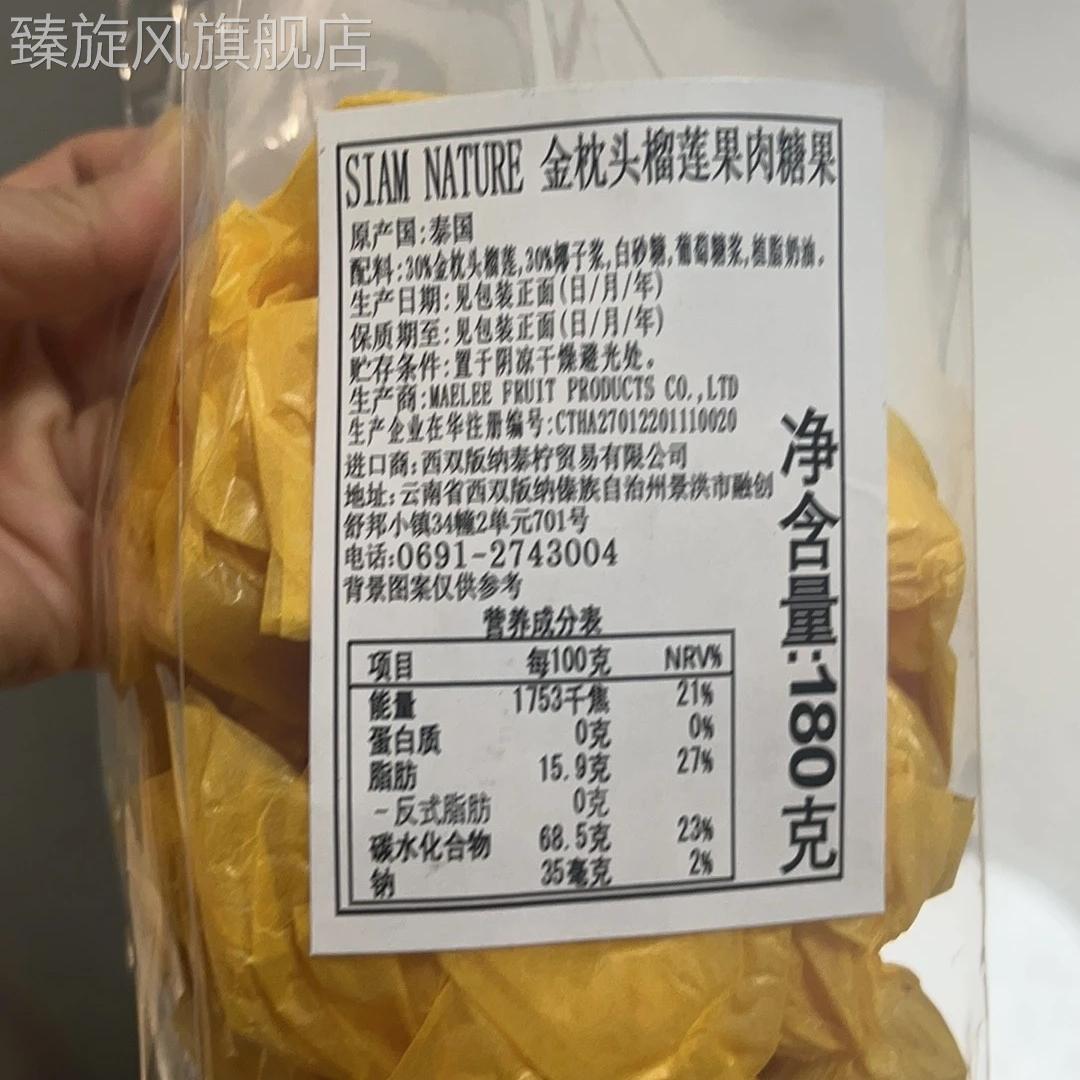 臻旋风旗舰店
SIAM NATURE 金枕头榴莲果肉糖果
原产国:泰国
配料:30%金枕头榴莲,30%椰子浆,白砂糖,葡萄糖浆,植脂奶油。
生产日期:见包装正面(日/月/年)
保质期至:见包装正面(日/月/年)
贮存条件:置于阴凉干燥避光处。
生产商:MAELEE FRUIT PRODUCTS CO.,LTD
生产企业在华注册编号:CTHA27012201110020
进口商:西双版纳泰柠贸易有限公司
地址:云南省西双版纳傣族自治州景洪市融创
舒邦小镇34幢2单元701号
电话:0691-2743004
背景图案仅供参考
净含量:180克
营养成分表
项目 每100克 NRV%
能量 1753千焦 21%
蛋白质 0克 0%
脂肪 15.9克 27%
-反式脂肪 0克
碳水化合物 68.5克 23%
钠 35毫克 2%